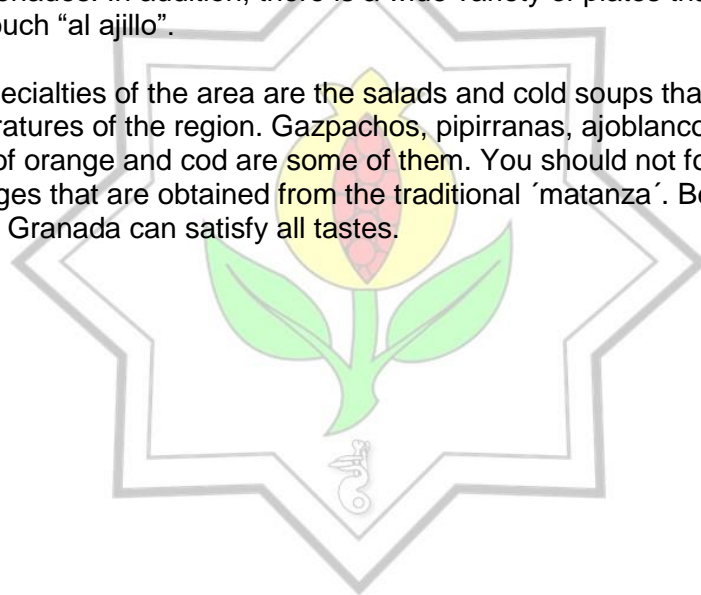 In addition, there is a wide variety of plates
ouch “al ajillo”.
ecialties of the area are the salads and cold soups tha
ratures of the region. Gazpachos, pipirranas, ajoblanco
of orange and cod are some of them. You should not fo
ges that are obtained from the traditional ´matanza´. Be
Granada can satisfy all tastes.